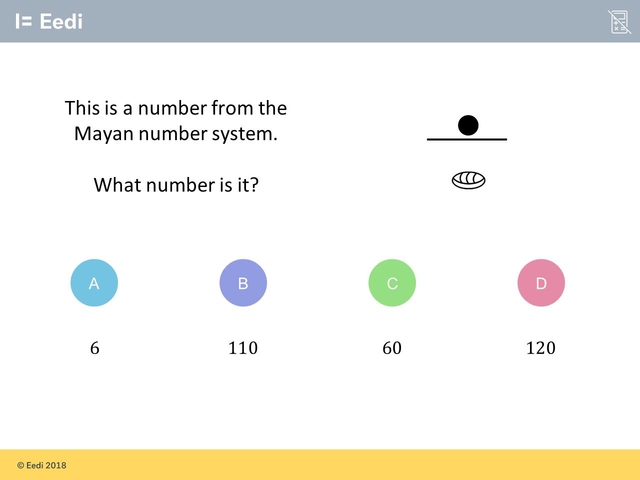 I= Eedi
This is a number from the
Mayan number system.
What number is it?
A
B
C
D
6
110
60
120
© Eedi 2018